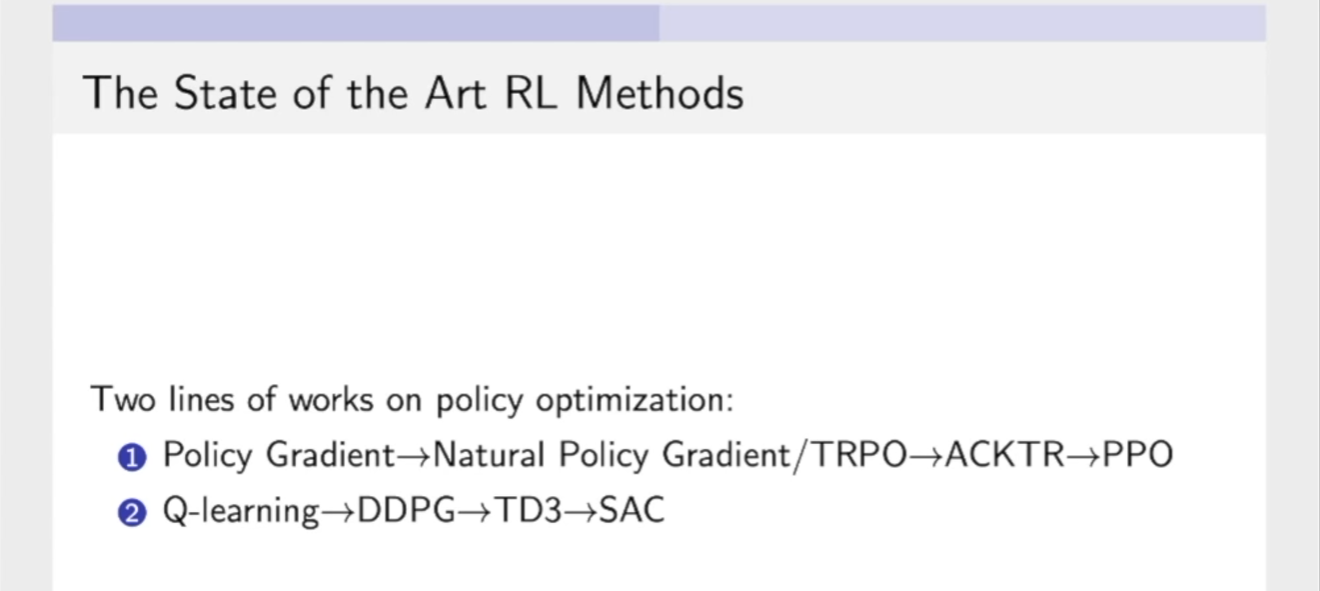 The State of the Art RL Methods
Two lines of works on policy optimization:
1 Policy Gradient→Natural Policy Gradient/TRPO→ACKTR→PPO
2 Q-learning→DDPG→TD3→SAC